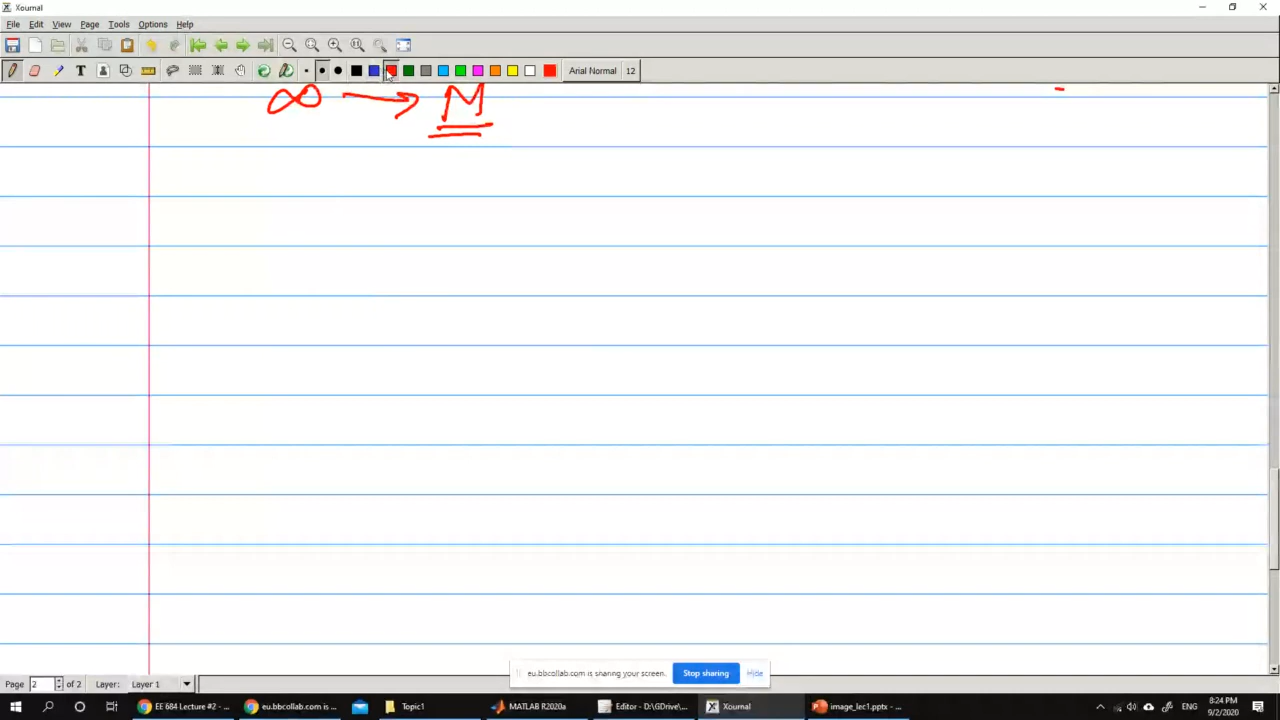 Xournal
File Edit View Page Tools Options Help
Arial Normal 12
∞ → M
eu.bbcollab.com is sharing your screen. Stop sharing Hide
Page 2 of 2 Layer: Layer 1
EE 684 Lecture #2 - ... eu.bbcollab.com is ... Topic1 MATLAB R2020a Editor - D:\GDrive\... Xournal image_lec1.pptx - ... ENG 8:24 PM
9/2/2020